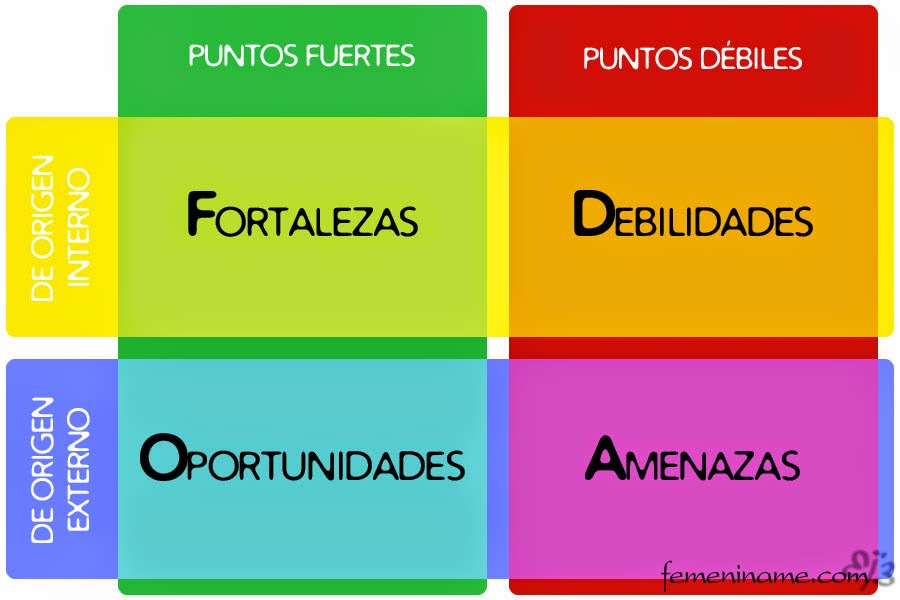 PUNTOS FUERTES
PUNTOS DÉBILES
DE ORIGEN
INTERNO
FORTALEZAS
DEBILIDADES
DE ORIGEN
EXTERNO
OPORTUNIDADES
AMENAZAS
femeniname.com